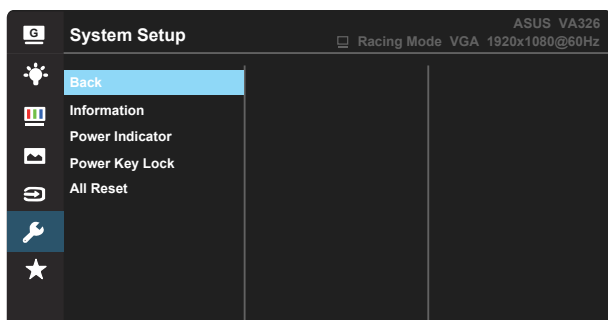 G
System Setup
ASUS VA326
Racing Mode VGA 1920x1080@60Hz
Back
Information
Power Indicator
Power Key Lock
All Reset